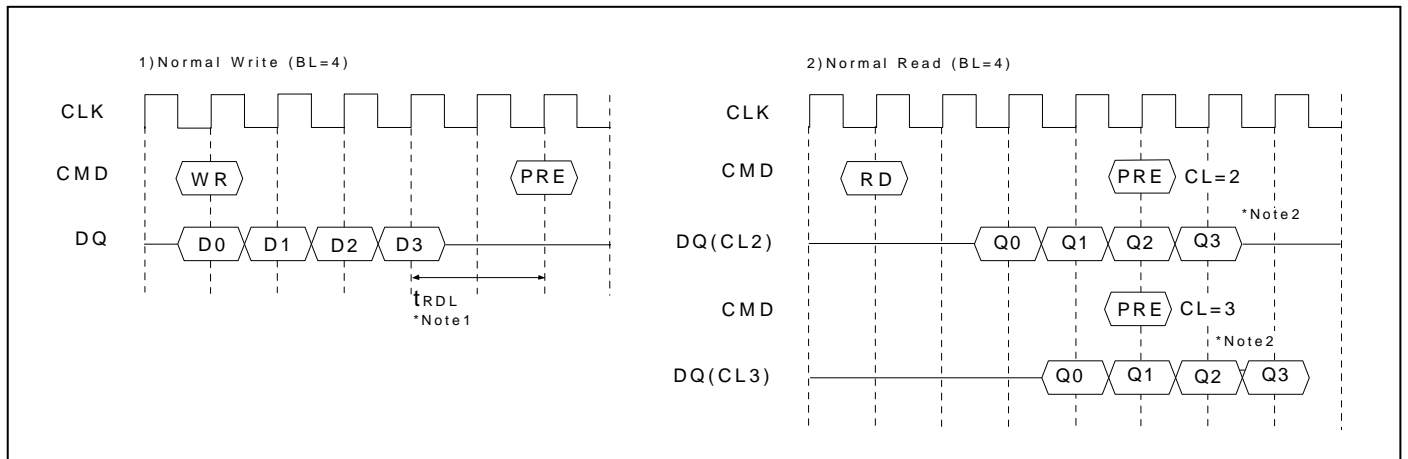 1)Normal Write (BL=4)
CLK
CMD
WR
PRE
DQ
D0
D1
D2
D3
tRDL
*Note1
2)Normal Read (BL=4)
CLK
CMD
RD
PRE
CL=2
*Note2
DQ(CL2)
Q0
Q1
Q2
Q3
CMD
PRE
CL=3
*Note2
DQ(CL3)
Q0
Q1
Q2
Q3